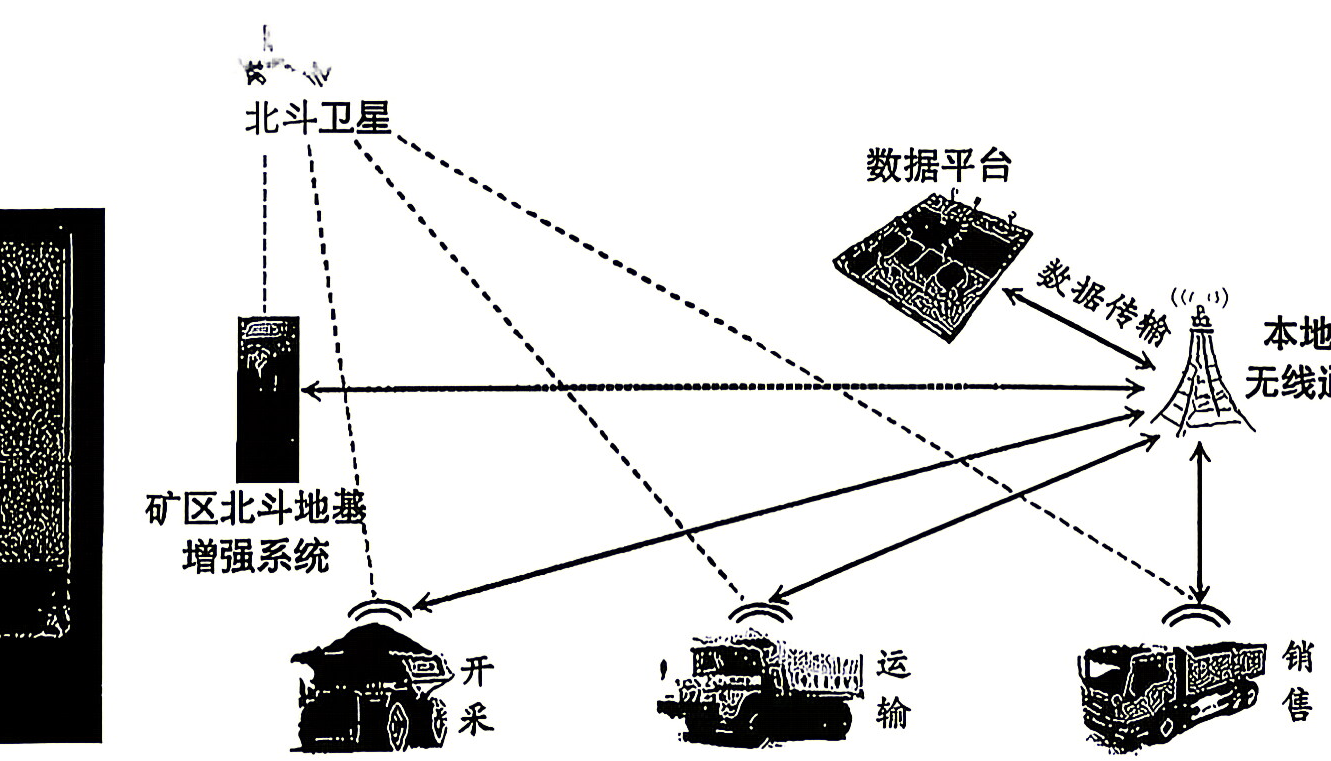 北斗卫星
数据平台
数据传输
本地
无线通
矿区北斗地基
增强系统
开
采
运
输
销
售